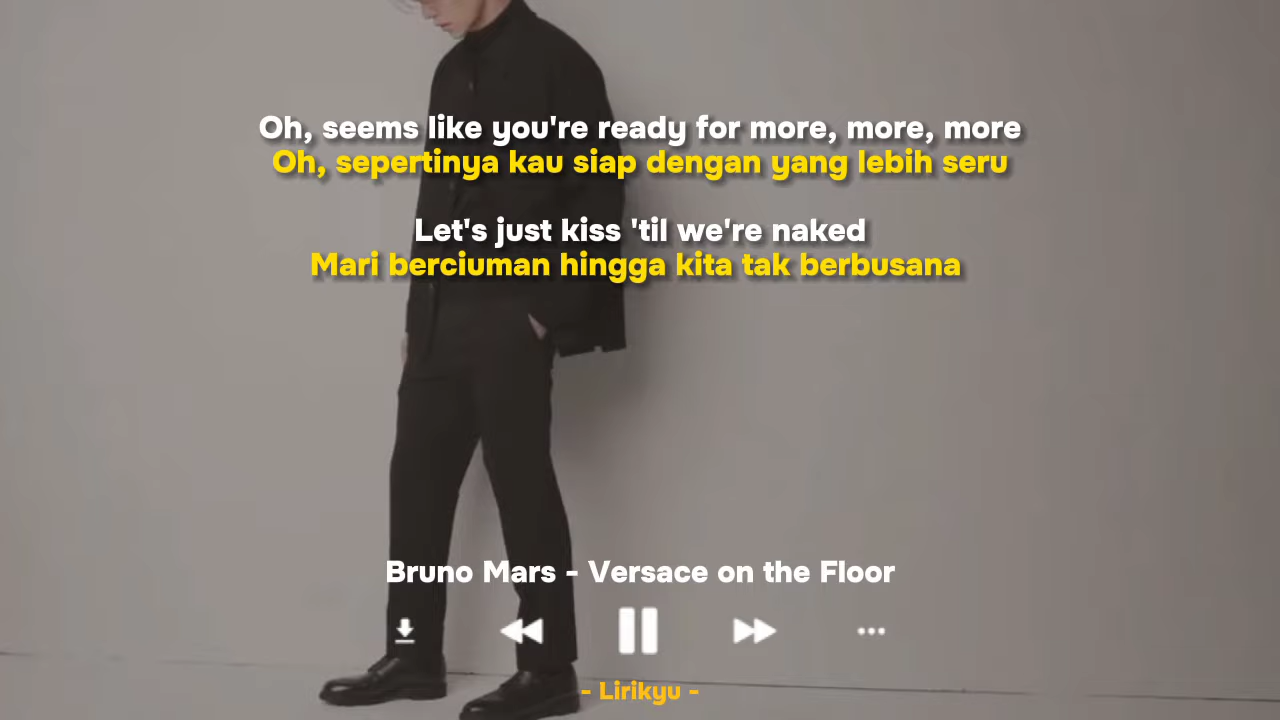 Oh, seems like you're ready for more, more, more
Oh, sepertinya kau siap dengan yang lebih seru
Let's just kiss 'til we're naked
Mari berciuman hingga kita tak berbusana
Bruno Mars - Versace on the Floor
- Lirikyu -